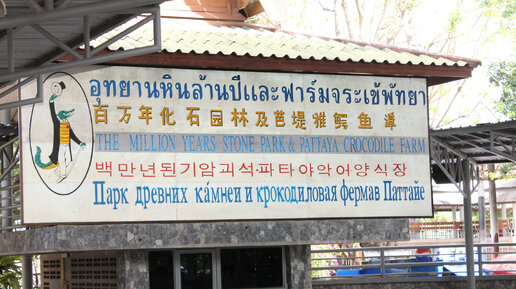 อุทยานหินล้านปีและฟาร์มจระเข้พัทยา
百万年化石园林及芭堤雅鳄鱼潭
THE MILLION YEARS STONE PARK & PATTAYA CROCODILE FARM
백만년된기암괴석·파타야악어양식장
Парк древних ка́мней и крокодиловая фермав Паттайе